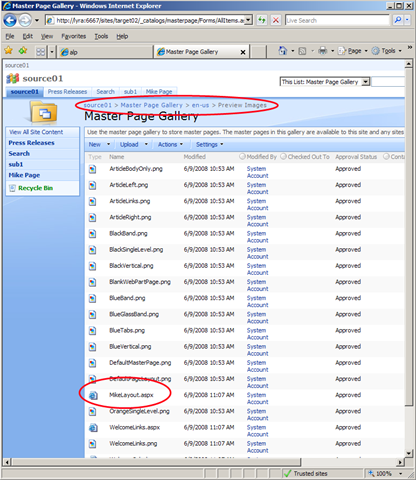 Master Page Gallery - Windows Internet Explorer
http://lyra:6667/sites/target02/_catalogs/masterpage/Forms/AllItems.a
File Edit View Favorites Tools Help
alp
Master Page Gallery
Page Tools
source01
source01
This List: Master Page Gallery
source01 Press Releases Search sub1 Mike Page
source01 > Master Page Gallery > en-us > Preview Images
Master Page Gallery
View All Site Content
Press Releases
Search
sub1
Mike Page
Recycle Bin
Use the master page gallery to store master pages. The master pages in this gallery are available to this site and any sites
New Upload Actions Settings
Type Name Modified Modified By Checked Out To Approval Status Conta
ArticleBodyOnly.png 6/9/2008 10:53 AM System Account Approved
ArticleLeft.png 6/9/2008 10:53 AM System Account Approved
ArticleLinks.png 6/9/2008 10:53 AM System Account Approved
ArticleRight.png 6/9/2008 10:53 AM System Account Approved
BlackBand.png 6/9/2008 10:53 AM System Account Approved
BlackSingleLevel.png 6/9/2008 10:53 AM System Account Approved
BlackVertical.png 6/9/2008 10:53 AM System Account Approved
BlankWebPartPage.png 6/9/2008 10:53 AM System Account Approved
BlueBand.png 6/9/2008 10:53 AM System Account Approved
BlueGlassBand.png 6/9/2008 10:53 AM System Account Approved
BlueTabs.png 6/9/2008 10:53 AM System Account Approved
BlueVertical.png 6/9/2008 10:53 AM System Account Approved
DefaultMasterPage.png 6/9/2008 10:53 AM System Account Approved
DefaultPageLayout.png 6/9/2008 10:53 AM System Account Approved
MikeLayout.aspx 6/9/2008 11:07 AM System Account Approved
OrangeSingleLevel.png 6/9/2008 10:53 AM System Account Approved
WelcomeLinks.aspx 6/9/2008 11:07 AM System Account Approved
WelcomeLinks.png 6/9/2008 10:53 AM System Account Approved
Trusted sites 100%